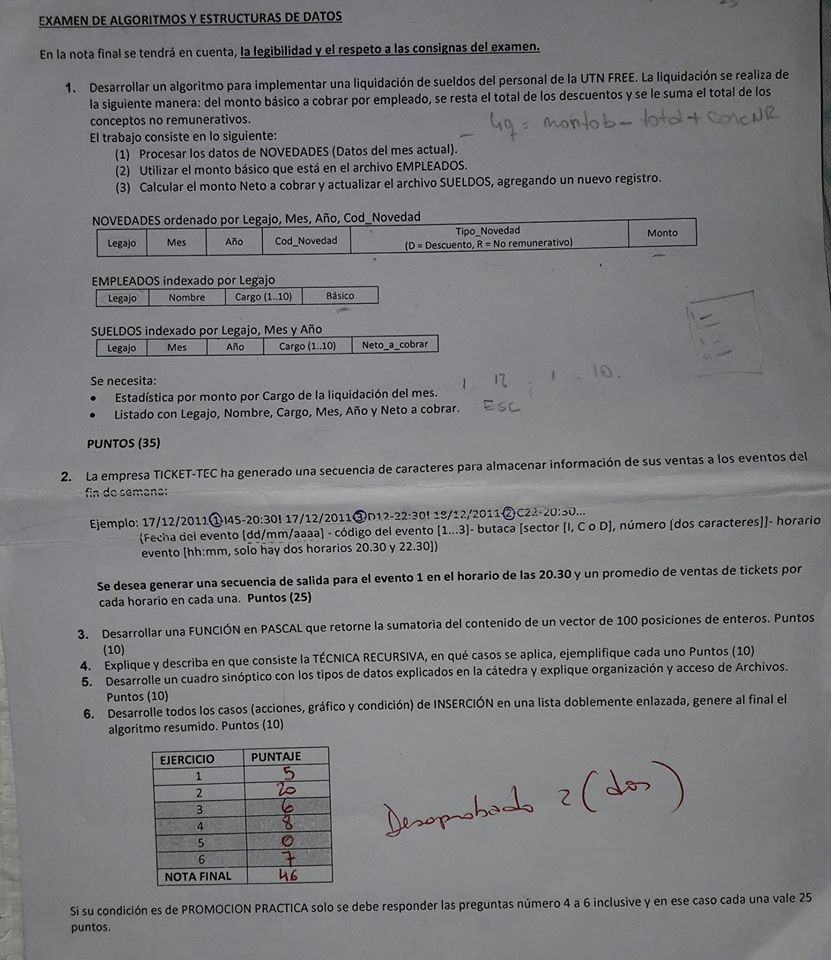 EXAMEN DE ALGORITMOS Y ESTRUCTURAS DE DATOS
En la nota final se tendrá en cuenta, la legibilidad y el respeto a las consignas del examen.
1. Desarrollar un algoritmo para implementar una liquidación de sueldos del personal de la UTN FREE. La liquidación se realiza de
la siguiente manera: del monto básico a cobrar por empleado, se resta el total de los descuentos y se le suma el total de los
conceptos no remunerativos.
= montob - total + ConcNR
El trabajo consiste en lo siguiente:
(1) Procesar los datos de NOVEDADES (Datos del mes actual).
(2) Utilizar el monto básico que está en el archivo EMPLEADOS.
(3) Calcular el monto Neto a cobrar y actualizar el archivo SUELDOS, agregando un nuevo registro.
NOVEDADES ordenado por Legajo, Mes, Año, Cod_Novedad
Legajo Mes Año Cod_Novedad Tipo_Novedad Monto
(D = Descuento, R = No remunerativo)
EMPLEADOS indexado por Legajo
Legajo Nombre Cargo (1..10) Básico
SUELDOS indexado por Legajo, Mes y Año
Legajo Mes Año Cargo (1..10) Neto_a_cobrar
Se necesita:
• Estadística por monto por Cargo de la liquidación del mes.
1 12 1 10.
• Listado con Legajo, Nombre, Cargo, Mes, Año y Neto a cobrar.
ESC
PUNTOS (35)
2. La empresa TICKET-TEC ha generado una secuencia de caracteres para almacenar información de sus ventas a los eventos del
fin de semana:
Ejemplo: 17/12/2011①I45-20:30! 17/12/2011③D12-22:30! 18/12/2011②C22-20:30...
(Fecha del evento [dd/mm/aaaa] - código del evento [1...3]- butaca [sector [I, C o D], número [dos caracteres]]- horario
evento [hh:mm, solo hay dos horarios 20.30 y 22.30])
Se desea generar una secuencia de salida para el evento 1 en el horario de las 20.30 y un promedio de ventas de tickets por
cada horario en cada una. Puntos (25)
3. Desarrollar una FUNCIÓN en PASCAL que retorne la sumatoria del contenido de un vector de 100 posiciones de enteros. Puntos
(10)
4. Explique y describa en que consiste la TÉCNICA RECURSIVA, en qué casos se aplica, ejemplifique cada uno Puntos (10)
5. Desarrolle un cuadro sinóptico con los tipos de datos explicados en la cátedra y explique organización y acceso de Archivos.
Puntos (10)
6. Desarrolle todos los casos (acciones, gráfico y condición) de INSERCIÓN en una lista doblemente enlazada, genere al final el
algoritmo resumido. Puntos (10)
EJERCICIO PUNTAJE
1 5
2 20
3 6
4 8
5 0
6 7
NOTA FINAL 46
Desaprobado 2 (dos)
Si su condición es de PROMOCION PRACTICA solo se debe responder las preguntas número 4 a 6 inclusive y en ese caso cada una vale 25
puntos.